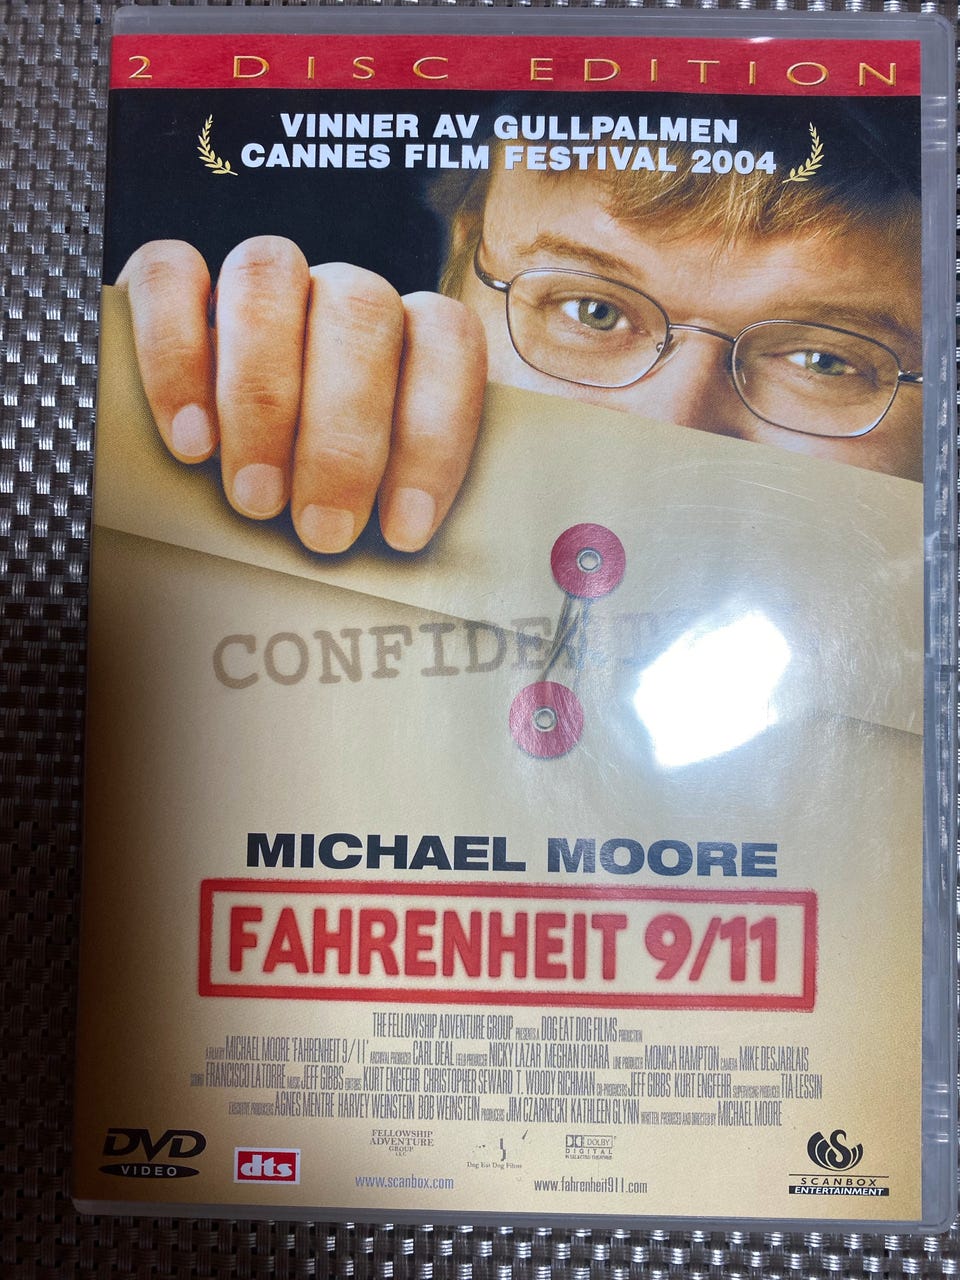 2 DISC EDITION
VINNER AV GULLPALMEN
CANNES FILM FESTIVAL 2004
CONFIDENT
MICHAEL MOORE
FAHRENHEIT 9/11
THE FELLOWSHIP ADVENTURE GROUP PRESENTS A DOG EAT DOG FILMS PRODUCTION
A FILM BY MICHAEL MOORE 'FAHRENHEIT 9/11' ARCHIVAL PRODUCER CARL DEAL FIELD PRODUCER NICKY LAZAR MEGHAN O'HARA LINE PRODUCER MONICA HAMPTON CAMERA MIKE DESJARLAIS
SOUND FRANCISCO LATORRE MUSIC JEFF GIBBS EDITORS KURT ENGFEHR CHRISTOPHER SEWARD T. WOODY RICHMAN CO-PRODUCERS JEFF GIBBS KURT ENGFEHR SUPERVISING PRODUCER TIA LESSIN
EXECUTIVE PRODUCERS AGNES MENTRE HARVEY WEINSTEIN BOB WEINSTEIN PRODUCERS JIM CZARNECKI KATHLEEN GLYNN WRITTEN, PRODUCED AND DIRECTED BY MICHAEL MOORE
DVD
VIDEO
dts
FELLOWSHIP
ADVENTURE
GROUP
LLC
Dog Eat Dog Films
DOLBY
DIGITAL
IN SELECTED THEATRES
www.scanbox.com
www.fahrenheit911.com
SCANBOX
ENTERTAINMENT